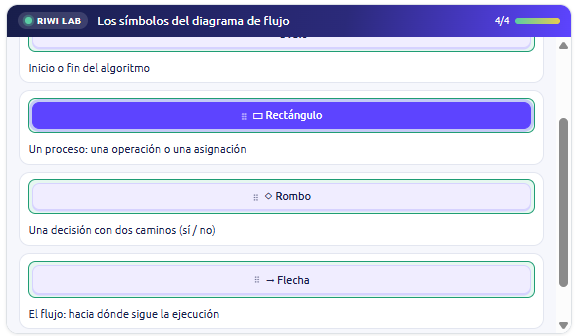 RIWI LAB
Los símbolos del diagrama de flujo
4/4
Inicio o fin del algoritmo
Rectángulo
Un proceso: una operación o una asignación
Rombo
Una decisión con dos caminos (sí / no)
→ Flecha
El flujo: hacia dónde sigue la ejecución